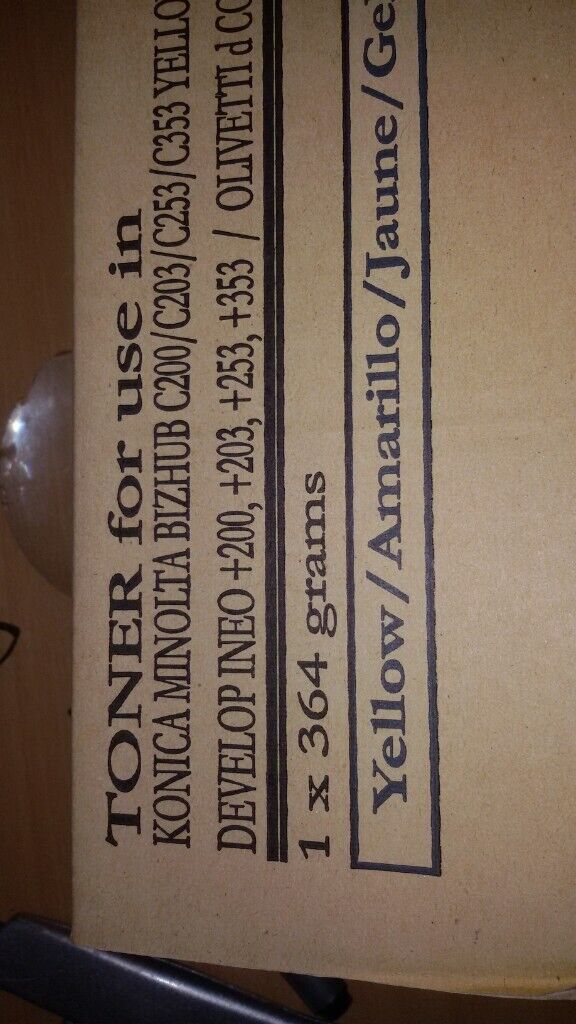 TONER for use in
KONICA MINOLTA BIZHUB C200/C203/C253/C353 YELLO
DEVELOP INEO +200, +203, +253, +353 / OLIVETTI d CO
1 x 364 grams
Yellow/Amarillo/Jaune/Ge